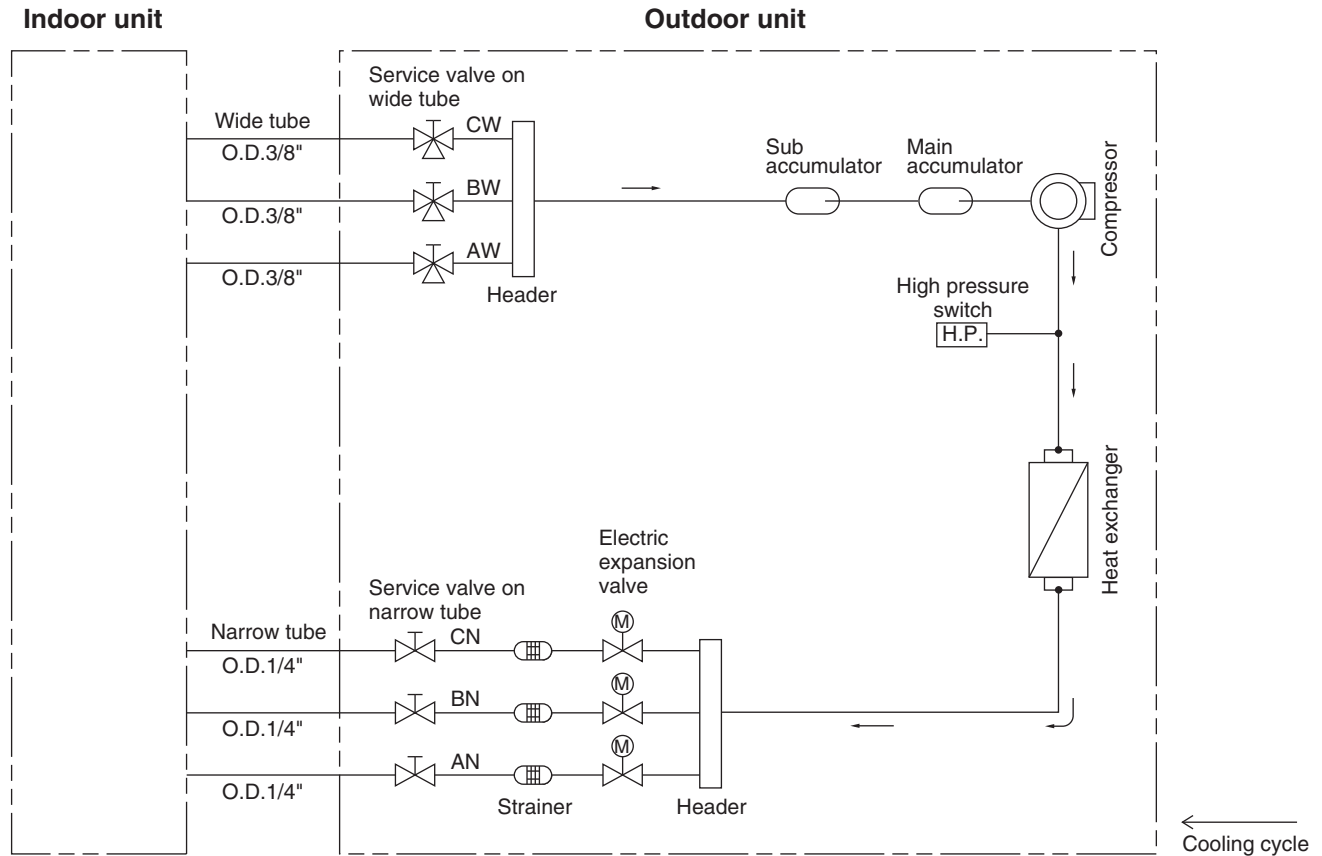 Indoor unit
Outdoor unit
Service valve on
wide tube
Wide tube
CW
O.D.3/8"
BW
O.D.3/8"
AW
O.D.3/8"
Header
Sub
accumulator
Main
accumulator
Compressor
High pressure
switch
H.P.
Heat exchanger
Electric
expansion
valve
Service valve on
narrow tube
Narrow tube
CN
M
O.D.1/4"
BN
M
O.D.1/4"
AN
M
O.D.1/4"
Strainer
Header
Cooling cycle